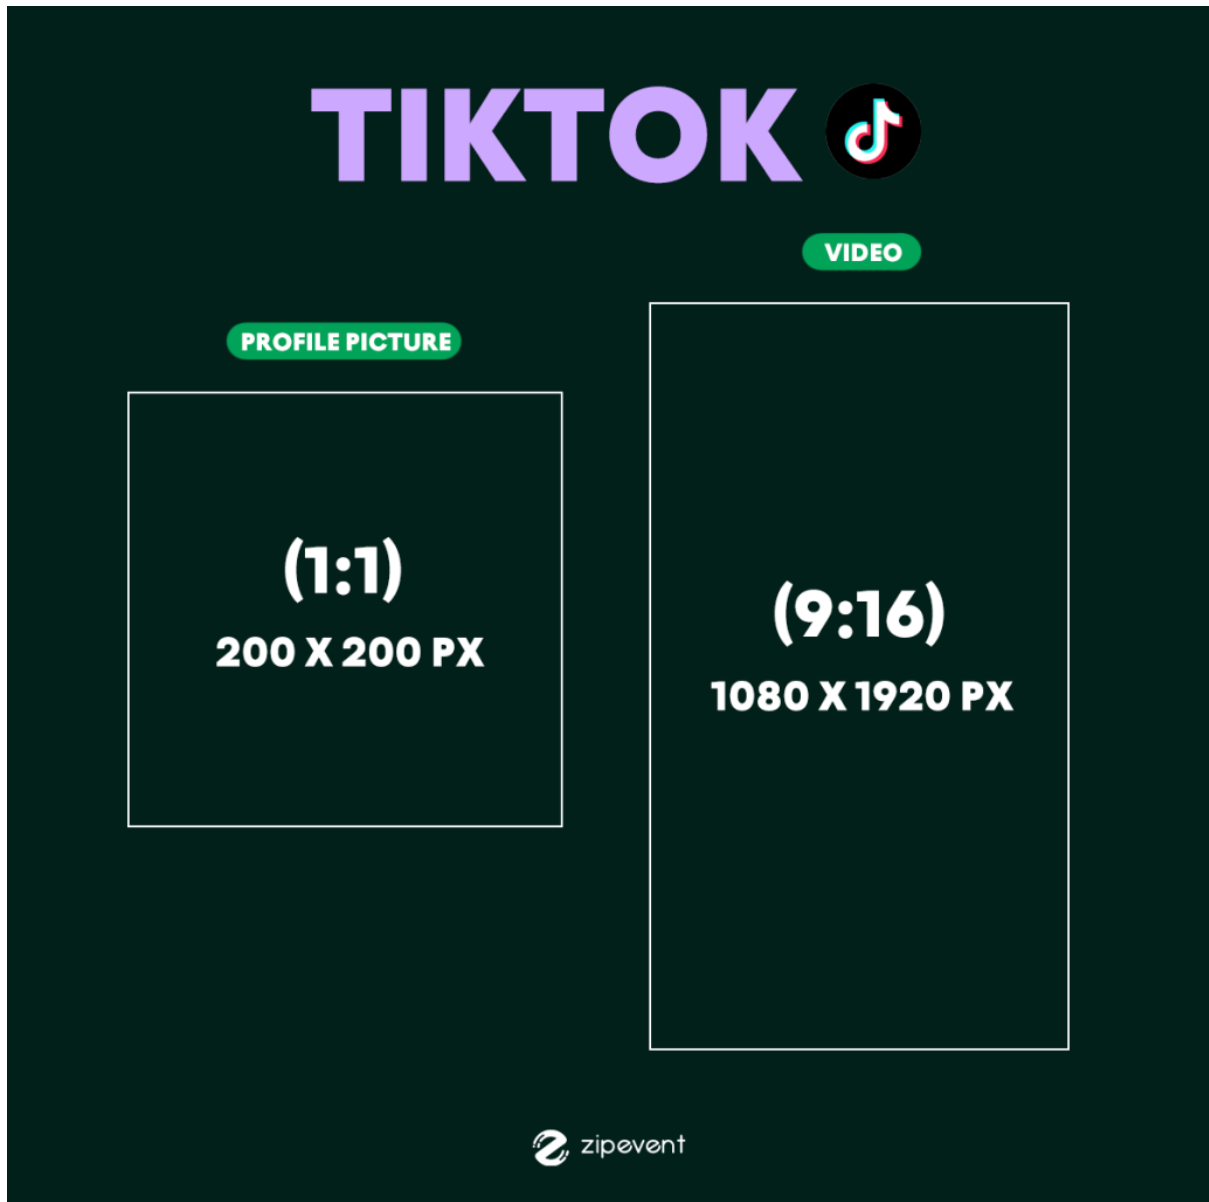 TIKTOK
PROFILE PICTURE
(1:1)
200 X 200 PX
VIDEO
(9:16)
1080 X 1920 PX
zipevent